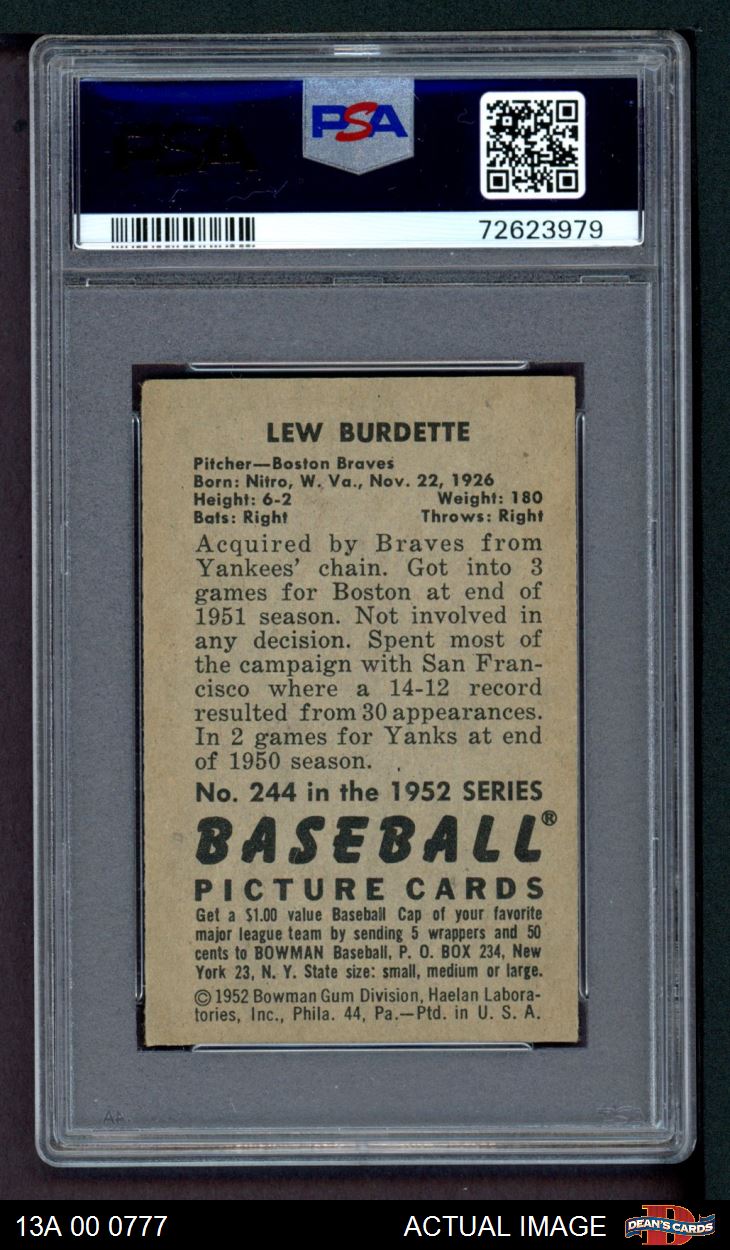 PSA
PSA
72623979
LEW BURDETTE
Pitcher—Boston Braves
Born: Nitro, W. Va., Nov. 22, 1926
Height: 6-2 Weight: 180
Bats: Right Throws: Right
Acquired by Braves from
Yankees' chain. Got into 3
games for Boston at end of
1951 season. Not involved in
any decision. Spent most of
the campaign with San Fran-
cisco where a 14-12 record
resulted from 30 appearances.
In 2 games for Yanks at end
of 1950 season.
No. 244 in the 1952 SERIES
BASEBALL®
PICTURE CARDS
Get a $1.00 value Baseball Cap of your favorite
major league team by sending 5 wrappers and 50
cents to BOWMAN Baseball, P. O. BOX 234, New
York 23, N. Y. State size: small, medium or large.
©1952 Bowman Gum Division, Haelan Labora-
tories, Inc., Phila. 44, Pa.—Ptd. in U. S. A.
PSA
13A 00 0777 ACTUAL IMAGE DEAN'S CARDS